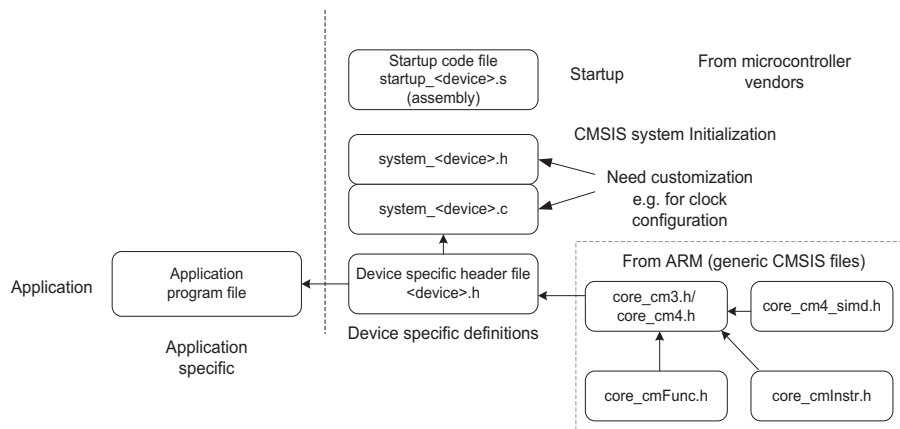 Startup code file
startup_<device>.s
(assembly)
Startup
From microcontroller
vendors
CMSIS system Initialization
system_<device>.h
Need customization
e.g. for clock
configuration
system_<device>.c
From ARM (generic CMSIS files)
Application
Application
program file
Device specific header file
<device>.h
core_cm3.h/
core_cm4.h
core_cm4_simd.h
Application
specific
Device specific definitions
core_cmFunc.h
core_cmInstr.h